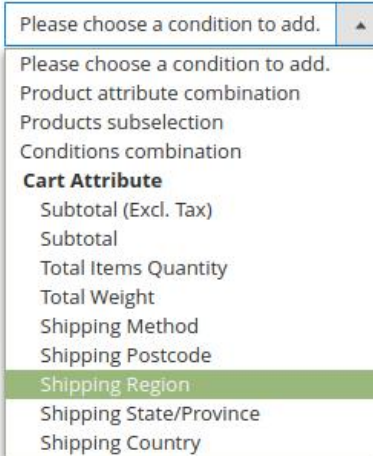 Please choose a condition to add.
Please choose a condition to add.
Product attribute combination
Products subselection
Conditions combination
Cart Attribute
Subtotal (Excl. Tax)
Subtotal
Total Items Quantity
Total Weight
Shipping Method
Shipping Postcode
Shipping Region
Shipping State/Province
Shipping Country